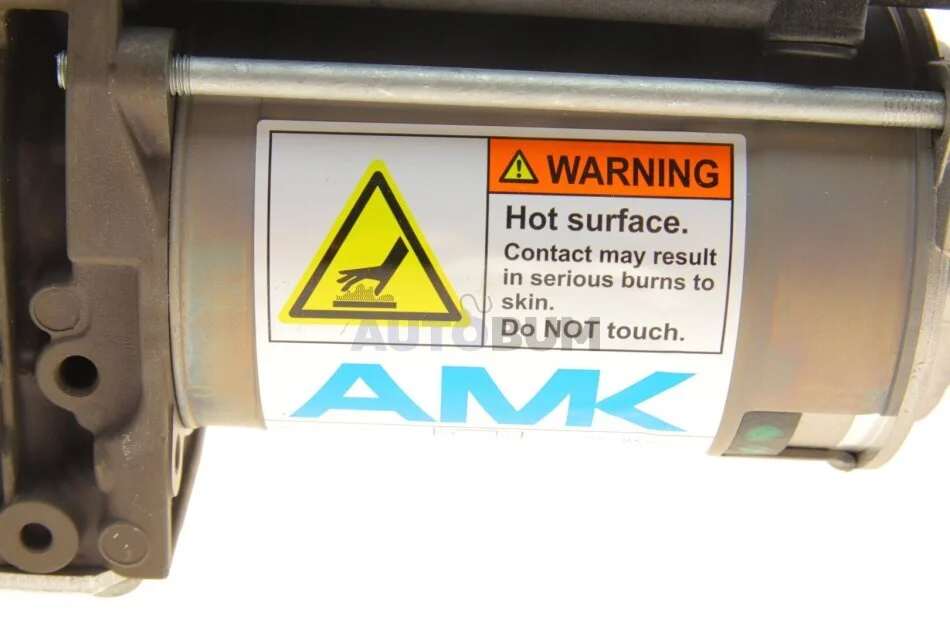 WARNING
Hot surface.
Contact may result
in serious burns to
skin.
Do NOT touch.
AUTOBUM
AMK